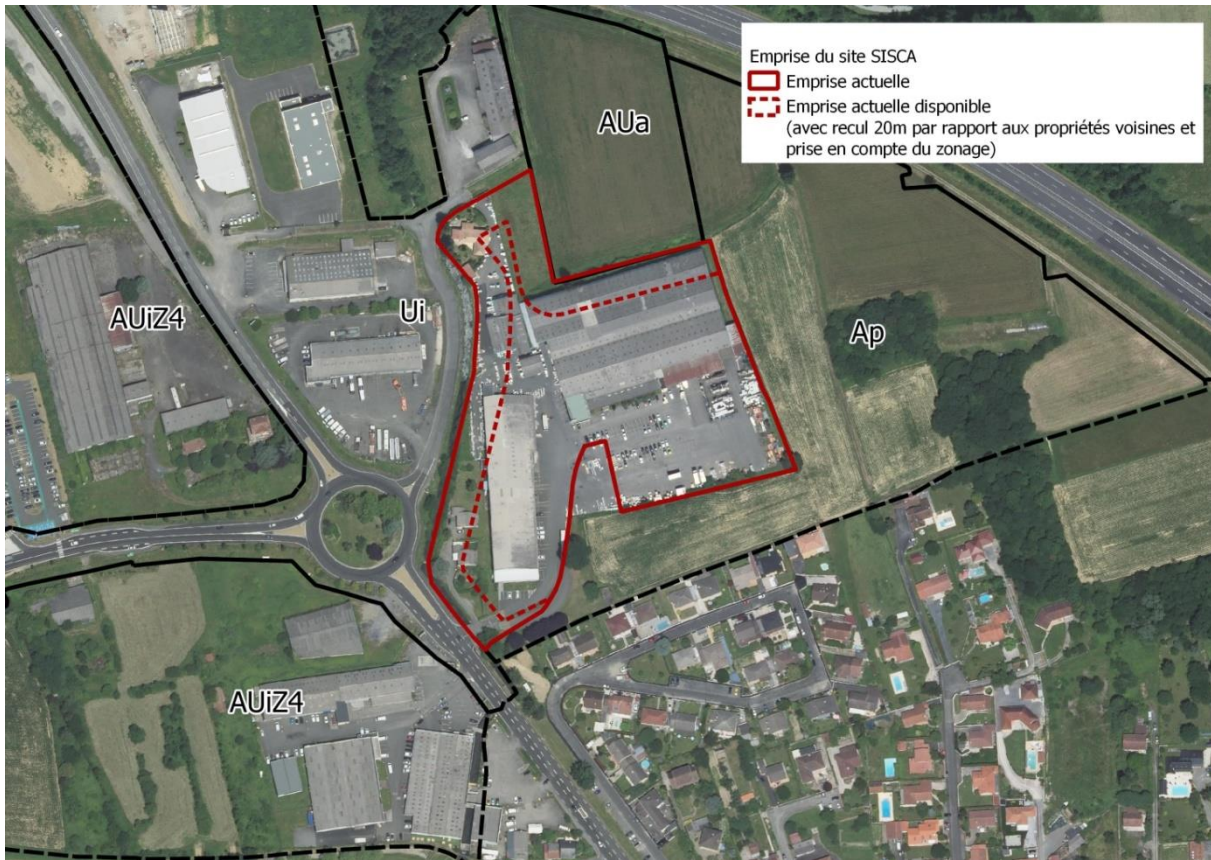 Emprise du site SISCA
Emprise actuelle
Emprise actuelle disponible
(avec recul 20m par rapport aux propriétés voisines et
prise en compte du zonage)
AUa
AUiZ4
Ui
Ap
AUiZ4